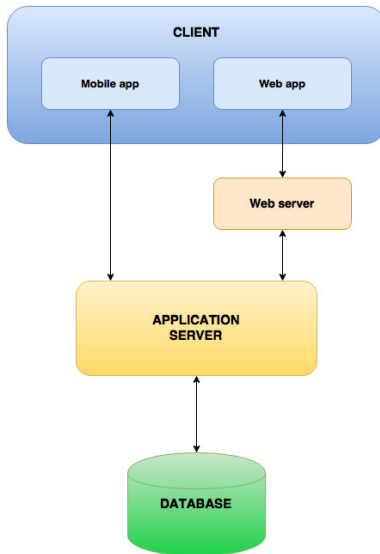 CLIENT
Mobile app
Web app
Web server
APPLICATION
SERVER
DATABASE